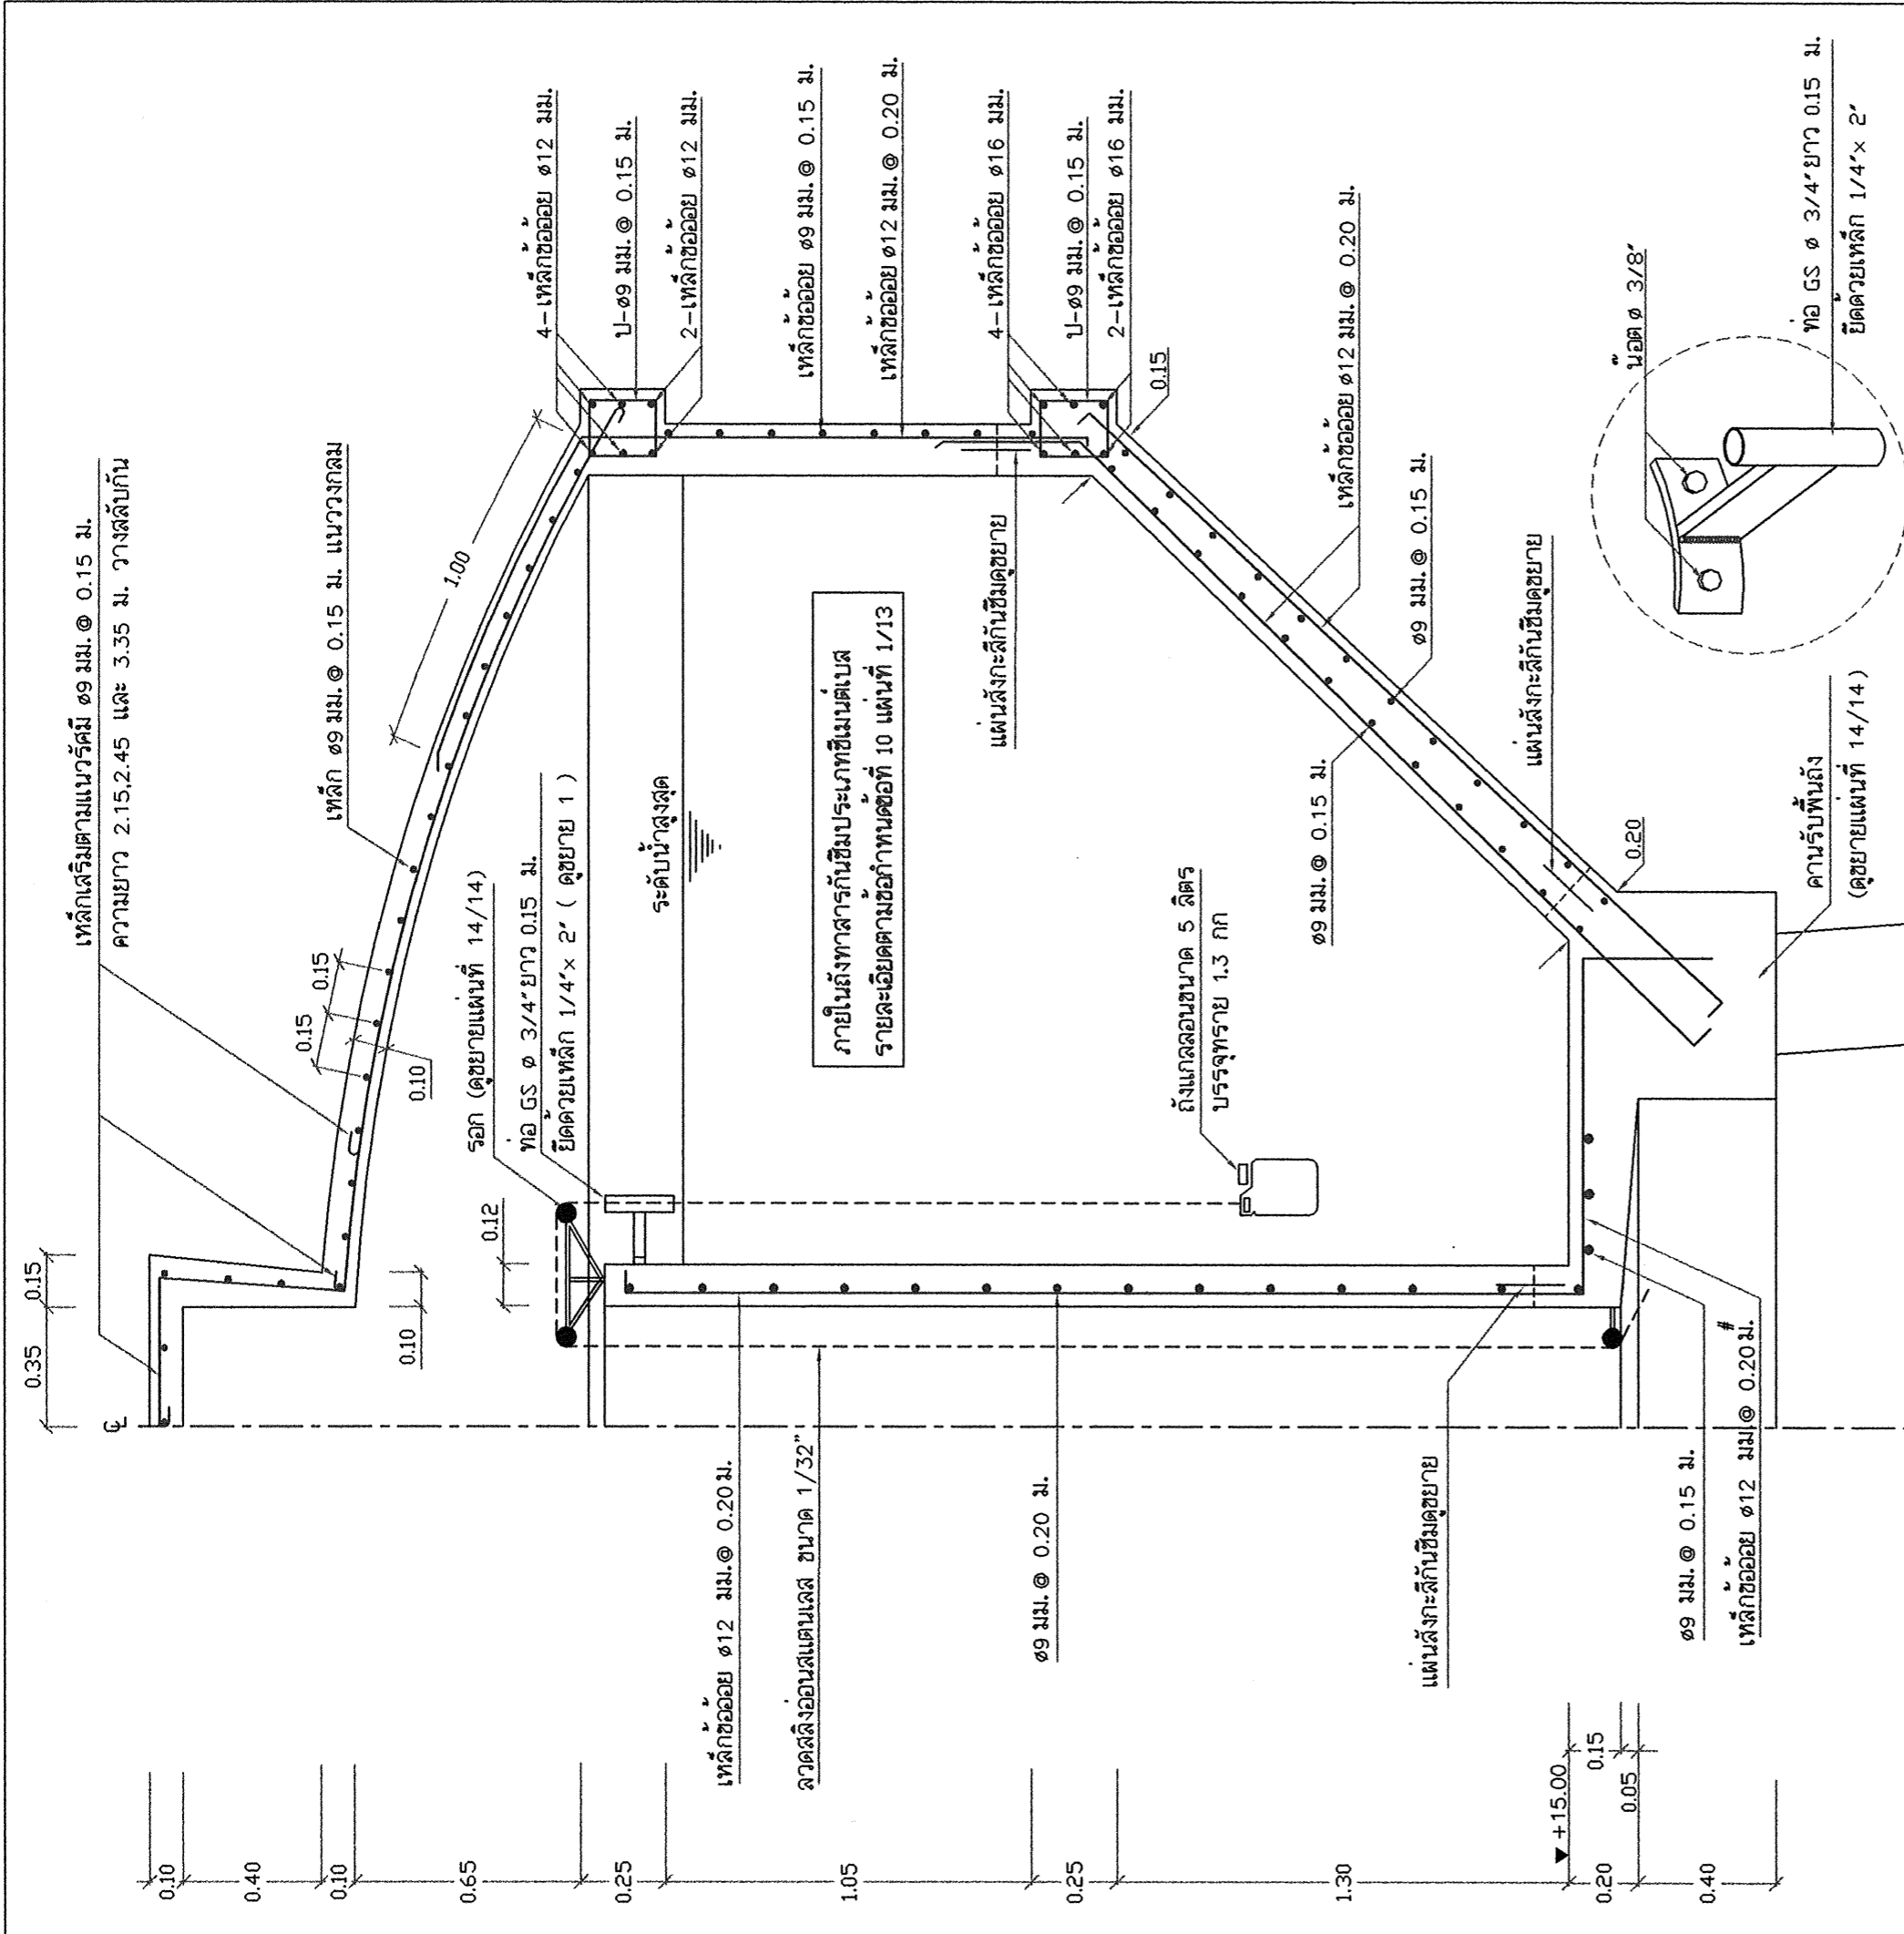 เหล็กเสริมตามแนวรัศมี ø9 มม.@ 0.15 ม.
ความยาว 2.15,2.45 และ 3.35 ม. วางสลับกัน
เหล็ก ø9 มม.@ 0.15 ม. แนววงกลม
4-เหล็กข้ออ้อย ø12 มม.
ป-ø9 มม.@ 0.15 ม.
2-เหล็กข้ออ้อย ø12 มม.
เหล็กข้ออ้อย ø9 มม.@ 0.15 ม.
เหล็กข้ออ้อย ø12 มม.@ 0.20 ม.
4-เหล็กข้ออ้อย ø16 มม.
ป-ø9 มม.@ 0.15 ม.
2-เหล็กข้ออ้อย ø16 มม.
0.15
เหล็กข้ออ้อย ø12 มม.@ 0.20 ม.
ø9 มม.@ 0.15 ม.
ø9 มม.@ 0.15 ม.
แผ่นสังกะสีกันซึมดูขยาย
แผ่นสังกะสีกันซึมดูขยาย
0.20
คานรับพื้นถัง
(ดูขยายแผ่นที่ 14/14)
น๊อต ø 3/8"
ท่อ GS ø 3/4" ยาว 0.15 ม.
ยึดด้วยเหล็ก 1/4"x 2"
1.00
0.15
0.15
0.10
รอก (ดูขยายแผ่นที่ 14/14)
ท่อ GS ø 3/4" ยาว 0.15 ม.
ยึดด้วยเหล็ก 1/4"x 2" ( ดูขยาย 1 )
ระดับน้ำสูงสุด
ภายในถังทาสารกันซึมประเภทซีเมนต์เบส
รายละเอียดตามข้อกำหนดข้อที่ 10 แผ่นที่ 1/13
ถังแกลลอนขนาด 5 ลิตร
บรรจุทราย 1.3 กก
0.12
0.15
0.35
0.10
CL
เหล็กข้ออ้อย ø12 มม.@ 0.20 ม.
ลวดสลิงอ่อนสแตนเลส ขนาด 1/32"
ø9 มม.@ 0.20 ม.
แผ่นสังกะสีกันซึมดูขยาย
ø9 มม.@ 0.15 ม.
เหล็กข้ออ้อย ø12 มม @ 0.20 ม.#
+15.00
0.15
0.05
0.10
0.40
0.10
0.65
0.25
1.05
0.25
1.30
0.20
0.40